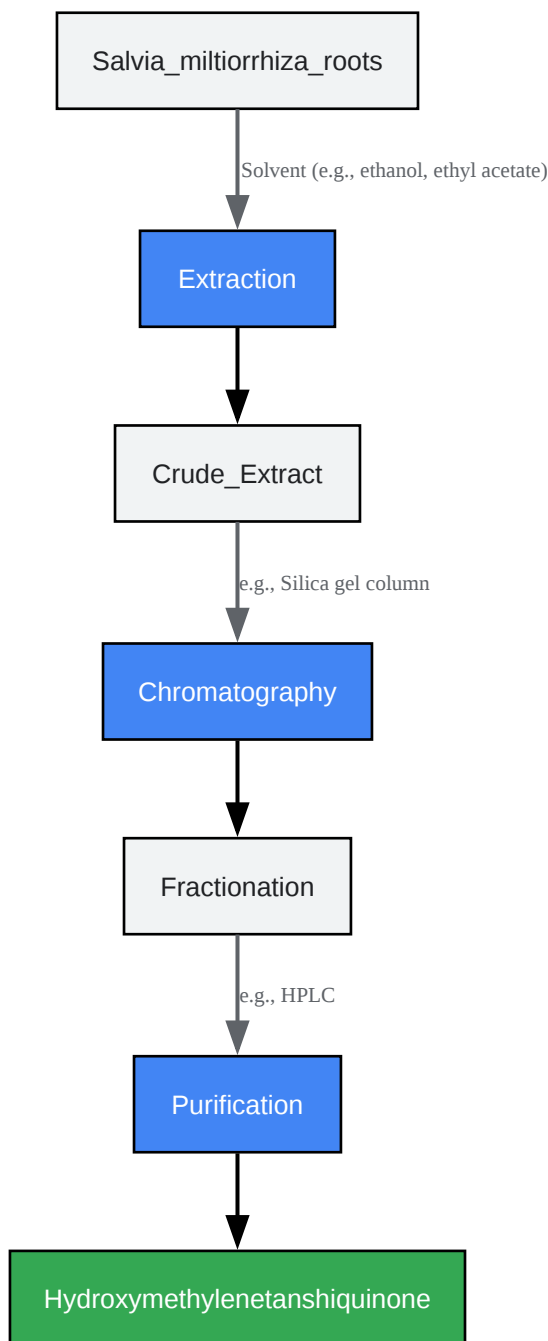 Salvia_miltiorrhiza_roots
Solvent (e.g., ethanol, ethyl acetate)
Extraction
Crude_Extract
e.g., Silica gel column
Chromatography
Fractionation
e.g., HPLC
Purification
Hydroxymethylenetanshiquinone